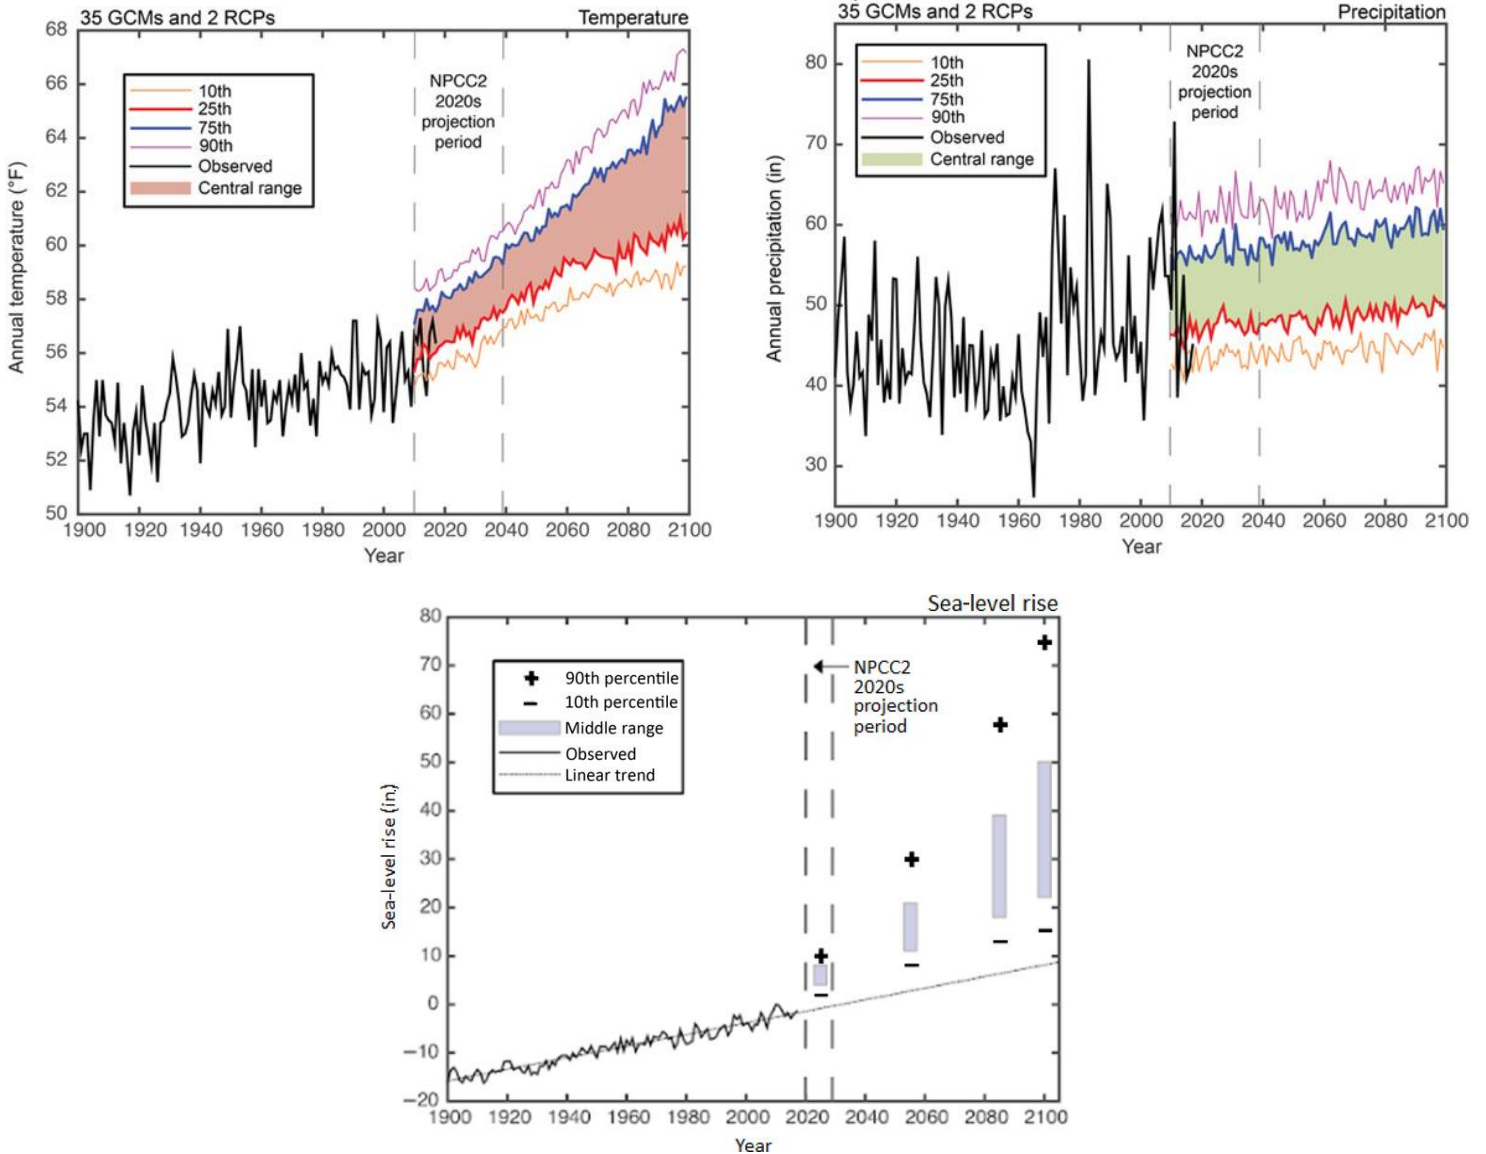 35 GCMs and 2 RCPs
Temperature
68
66
64
62
60
58
56
54
52
50
Annual temperature (°F)
10th
25th
75th
90th
Observed
Central range
NPCC2
2020s
projection
period
1900 1920 1940 1960 1980 2000 2020 2040 2060 2080 2100
Year
35 GCMs and 2 RCPs
Precipitation
80
70
60
50
40
30
Annual precipitation (in)
10th
25th
75th
90th
Observed
Central range
NPCC2
2020s
projection
period
1900 1920 1940 1960 1980 2000 2020 2040 2060 2080 2100
Year
Sea-level rise
80
70
60
50
40
30
20
10
0
−10
−20
Sea-level rise (in)
90th percentile
10th percentile
Middle range
Observed
Linear trend
NPCC2
2020s
projection
period
1900 1920 1940 1960 1980 2000 2020 2040 2060 2080 2100
Year